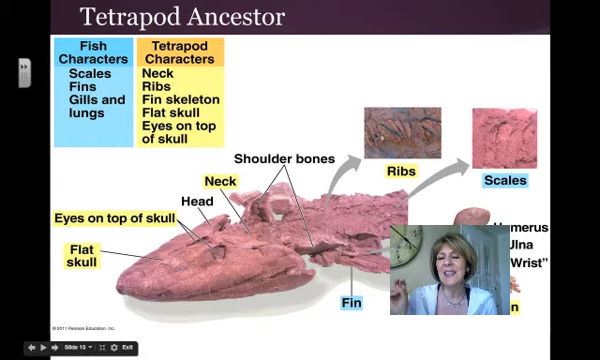 Tetrapod Ancestor
Fish
Characters
Scales
Fins
Gills and
lungs
Tetrapod
Characters
Neck
Ribs
Fin skeleton
Flat skull
Eyes on top
of skull
Shoulder bones
Ribs
Scales
Neck
Head
Eyes on top of skull
Flat
skull
Humerus
Ulna
Wrist”
Fin
© 2011 Pearson Education, Inc.
Slide 10
Exit